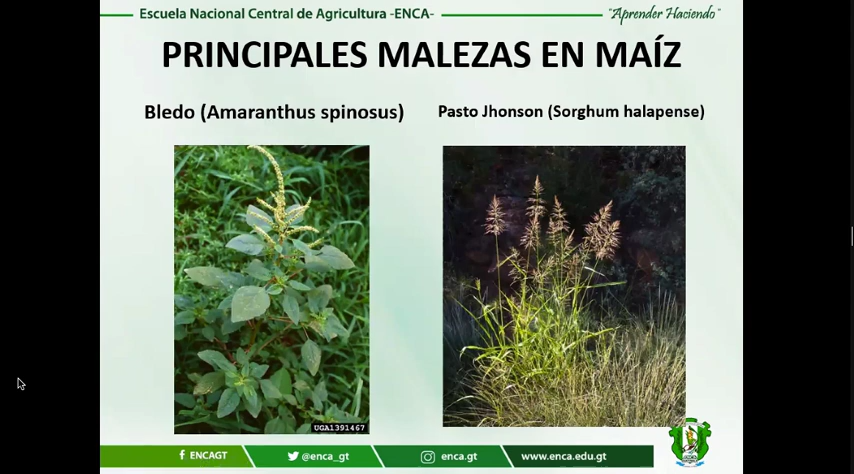 Escuela Nacional Central de Agricultura -ENCA-
"Aprender Haciendo"
PRINCIPALES MALEZAS EN MAÍZ
Bledo (Amaranthus spinosus)
Pasto Jhonson (Sorghum halapense)
UGA1391467
ENCAGT
@enca_gt
enca.gt
www.enca.edu.gt